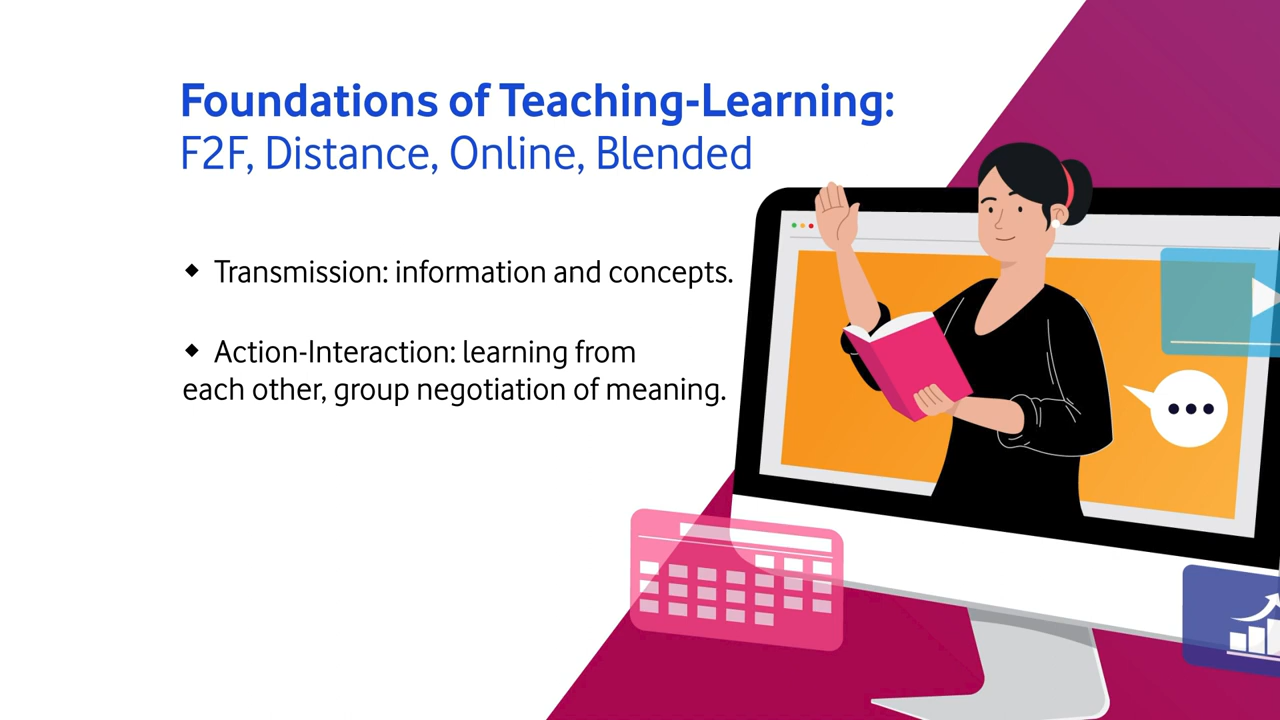 Foundations of Teaching-Learning:
F2F, Distance, Online, Blended
◆ Transmission: information and concepts.
◆ Action-Interaction: learning from
each other, group negotiation of meaning.